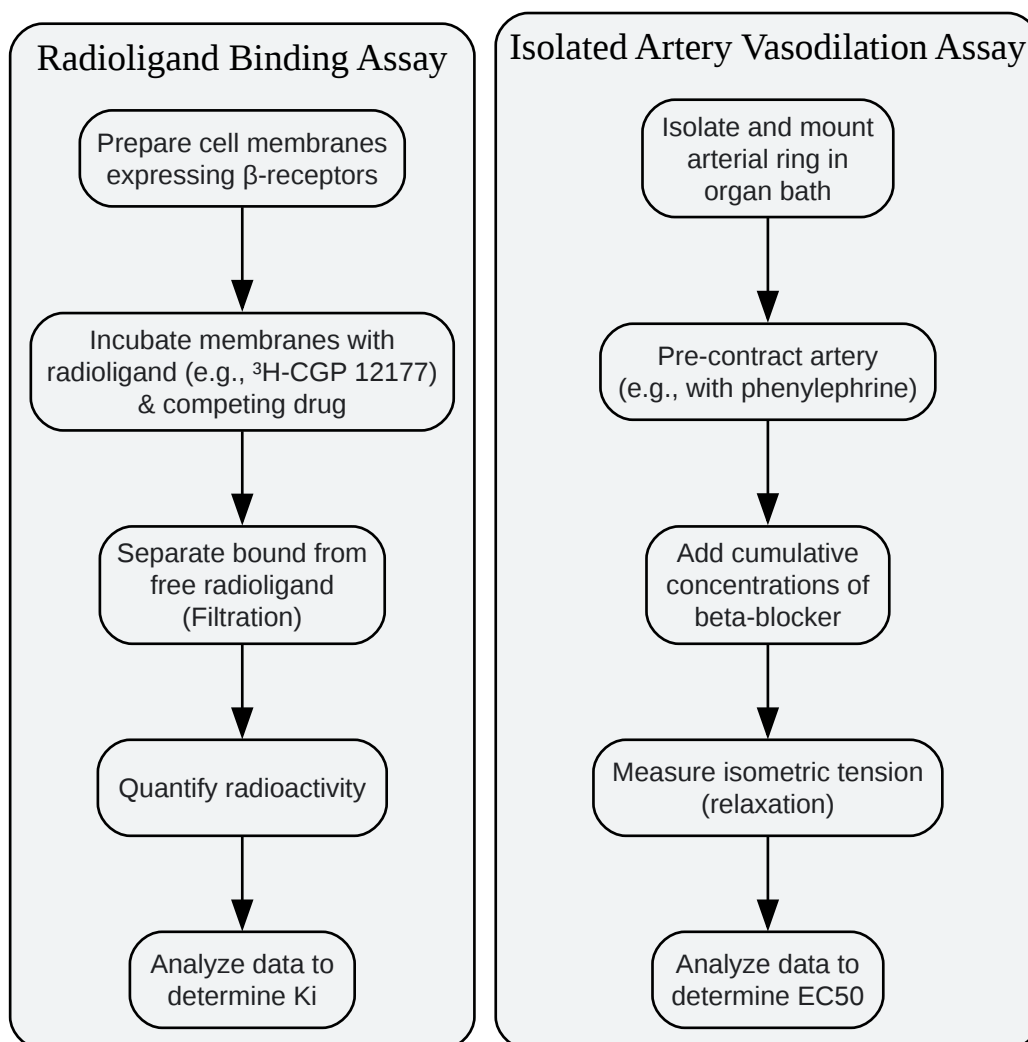 Radioligand Binding Assay
Prepare cell membranes
expressing β-receptors
Incubate membranes with
radioligand (e.g., ³H-CGP 12177)
& competing drug
Separate bound from
free radioligand
(Filtration)
Quantify radioactivity
Analyze data to
determine Ki
Isolated Artery Vasodilation Assay
Isolate and mount
arterial ring in
organ bath
Pre-contract artery
(e.g., with phenylephrine)
Add cumulative
concentrations of
beta-blocker
Measure isometric tension
(relaxation)
Analyze data to
determine EC50